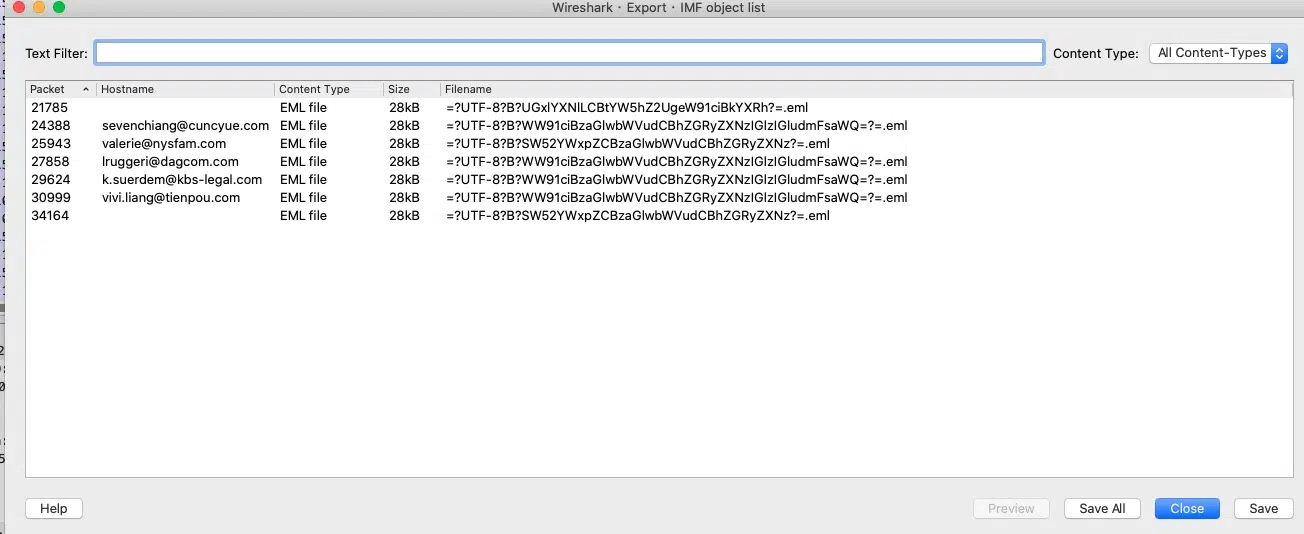 Wireshark · Export · IMF object list
Text Filter: Content Type: All Content-Types
Packet Hostname Content Type Size Filename
21785 EML file 28kB =?UTF-8?B?UGxlYXNlLCBtYW5hZ2UgeW91ciBkYXRh?=.eml
24388 sevenchiang@cuncyue.com EML file 28kB =?UTF-8?B?WW91ciBzaGlwbWVudCBhZGRyZXNzIGlzIGludmFsaWQ=?=.eml
25943 valerie@nysfam.com EML file 28kB =?UTF-8?B?SW52YWxpZCBzaGlwbWVudCBhZGRyZXNz?=.eml
27858 lruggeri@dagcom.com EML file 28kB =?UTF-8?B?WW91ciBzaGlwbWVudCBhZGRyZXNzIGlzIGludmFsaWQ=?=.eml
29624 k.suerdem@kbs-legal.com EML file 28kB =?UTF-8?B?WW91ciBzaGlwbWVudCBhZGRyZXNzIGlzIGludmFsaWQ=?=.eml
30999 vivi.liang@tienpou.com EML file 28kB =?UTF-8?B?WW91ciBzaGlwbWVudCBhZGRyZXNzIGlzIGludmFsaWQ=?=.eml
34164 EML file 28kB =?UTF-8?B?SW52YWxpZCBzaGlwbWVudCBhZGRyZXNz?=.eml
Help Preview Save All Close Save